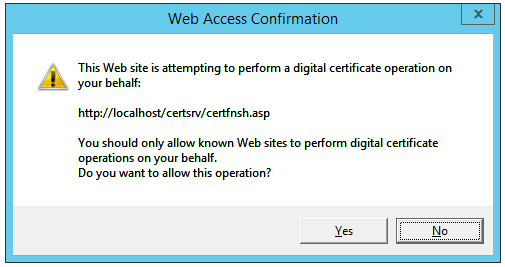 Web Access Confirmation
x
This Web site is attempting to perform a digital certificate operation on
your behalf:
http://localhost/certsrv/certfnsh.asp
You should only allow known Web sites to perform digital certificate
operations on your behalf.
Do you want to allow this operation?
Yes
No